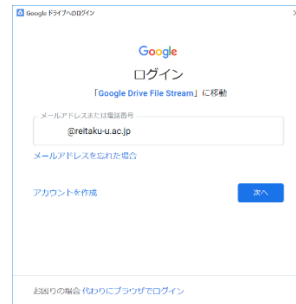 Google ドライブへのログイン
Google
ログイン
「Google Drive File Stream」に移動
メールアドレスまたは電話番号
@reitaku-u.ac.jp
メールアドレスを忘れた場合
アカウントを作成
次へ
お困りの場合 代わりにブラウザでログイン